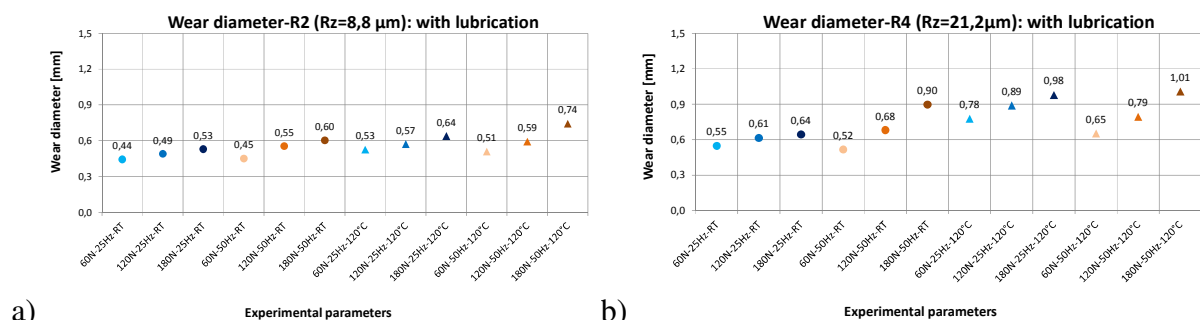 Wear diameter-R2 (Rz=8,8 µm): with lubrication
Wear diameter [mm]
1,5
1,2
0,9
0,6
0,3
0,0
0,44
0,49
0,53
0,45
0,55
0,60
0,53
0,57
0,64
0,51
0,59
0,74
60N-25Hz-RT
120N-25Hz-RT
180N-25Hz-RT
60N-50Hz-RT
120N-50Hz-RT
180N-50Hz-RT
60N-25Hz-120°C
120N-25Hz-120°C
180N-25Hz-120°C
60N-50Hz-120°C
120N-50Hz-120°C
180N-50Hz-120°C
Experimental parameters
a)
Wear diameter-R4 (Rz=21,2µm): with lubrication
Wear diameter [mm]
1,5
1,2
0,9
0,6
0,3
0,0
0,55
0,61
0,64
0,52
0,68
0,90
0,78
0,89
0,98
0,65
0,79
1,01
60N-25Hz-RT
120N-25Hz-RT
180N-25Hz-RT
60N-50Hz-RT
120N-50Hz-RT
180N-50Hz-RT
60N-25Hz-120°C
120N-25Hz-120°C
180N-25Hz-120°C
60N-50Hz-120°C
120N-50Hz-120°C
180N-50Hz-120°C
Experimental parameters
b)